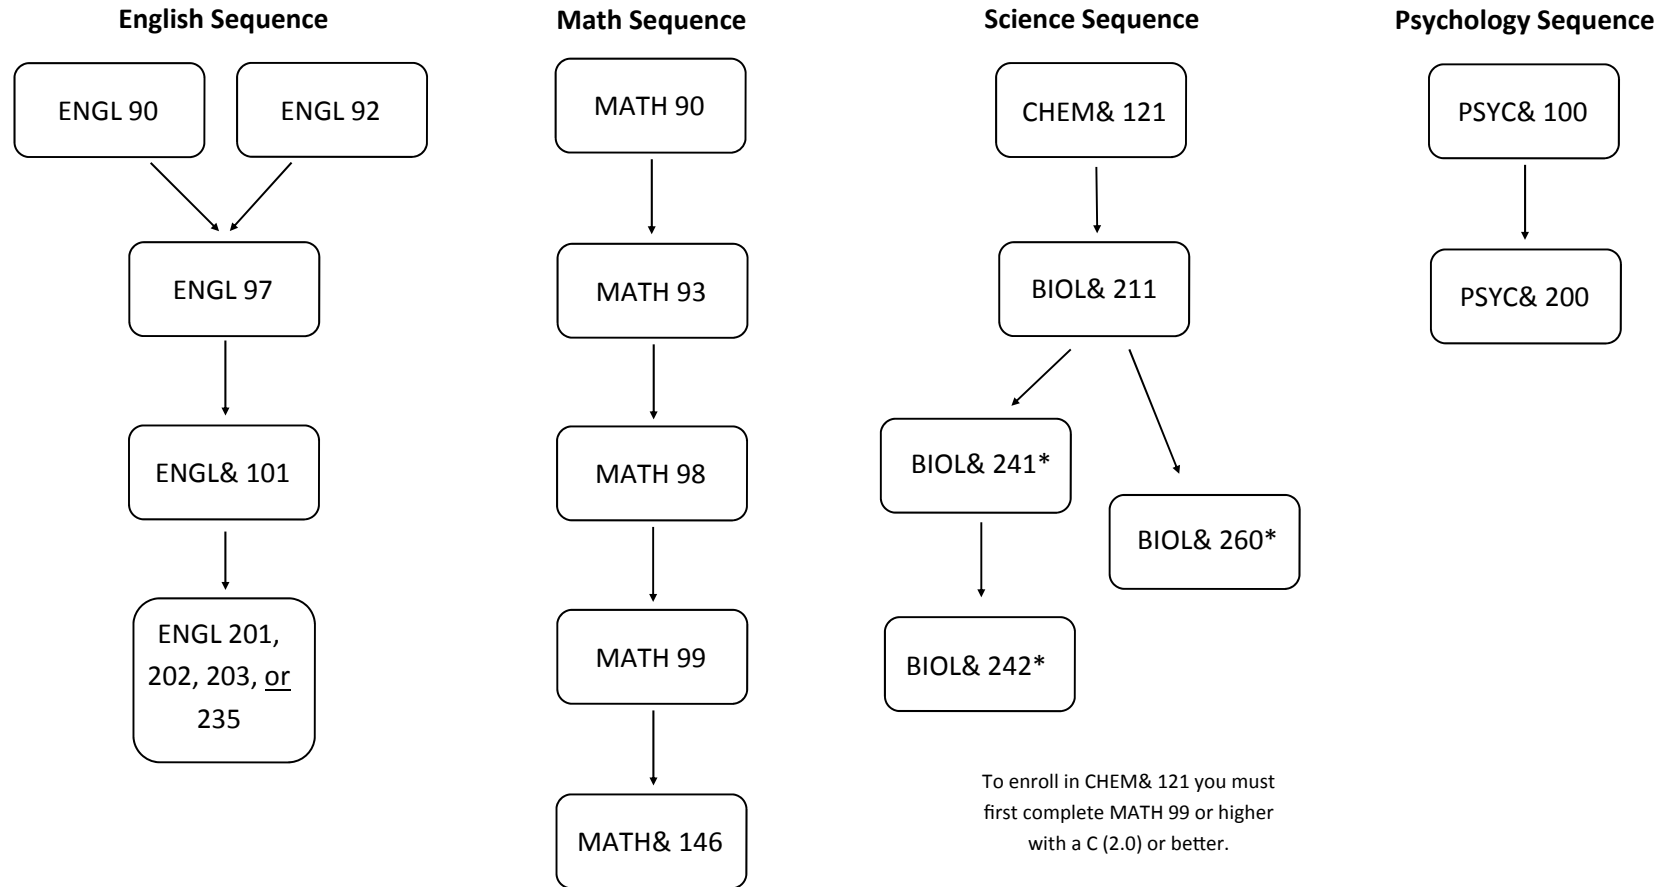 English Sequence
ENGL 90
ENGL 92
ENGL 97
ENGL& 101
ENGL 201,
202, 203, or
235
Math Sequence
MATH 90
MATH 93
MATH 98
MATH 99
MATH& 146
Science Sequence
CHEM& 121
BIOL& 211
BIOL& 241*
BIOL& 260*
BIOL& 242*
To enroll in CHEM& 121 you must
first complete MATH 99 or higher
with a C (2.0) or better.
Psychology Sequence
PSYC& 100
PSYC& 200